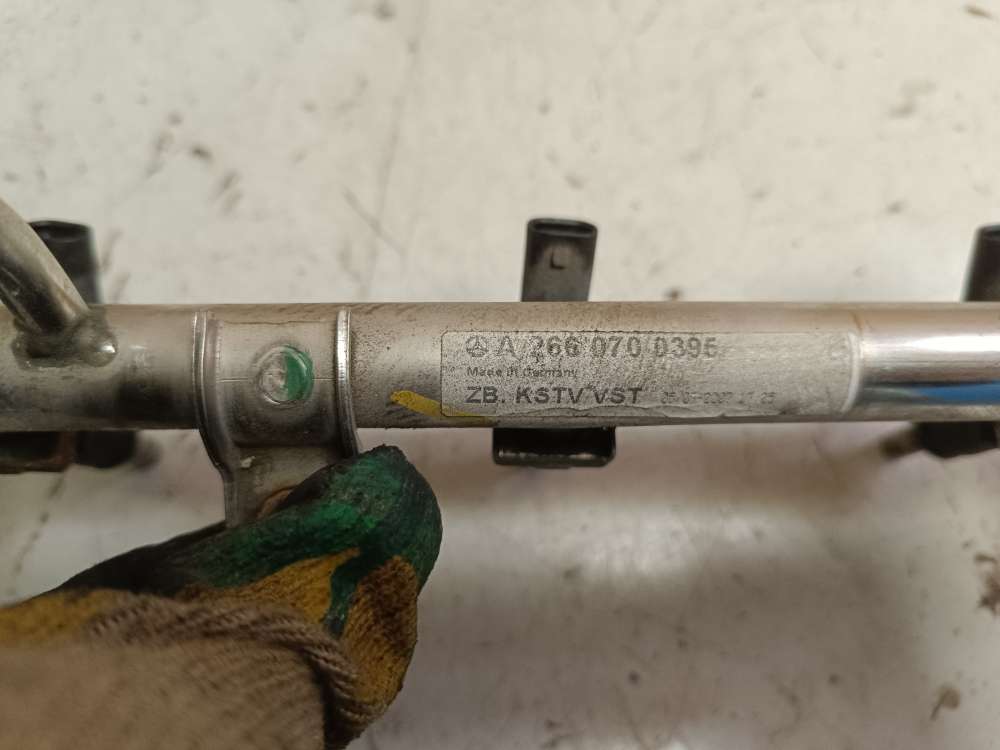 A 266 070 0395
Made in Germany
ZB. KSTV/VST